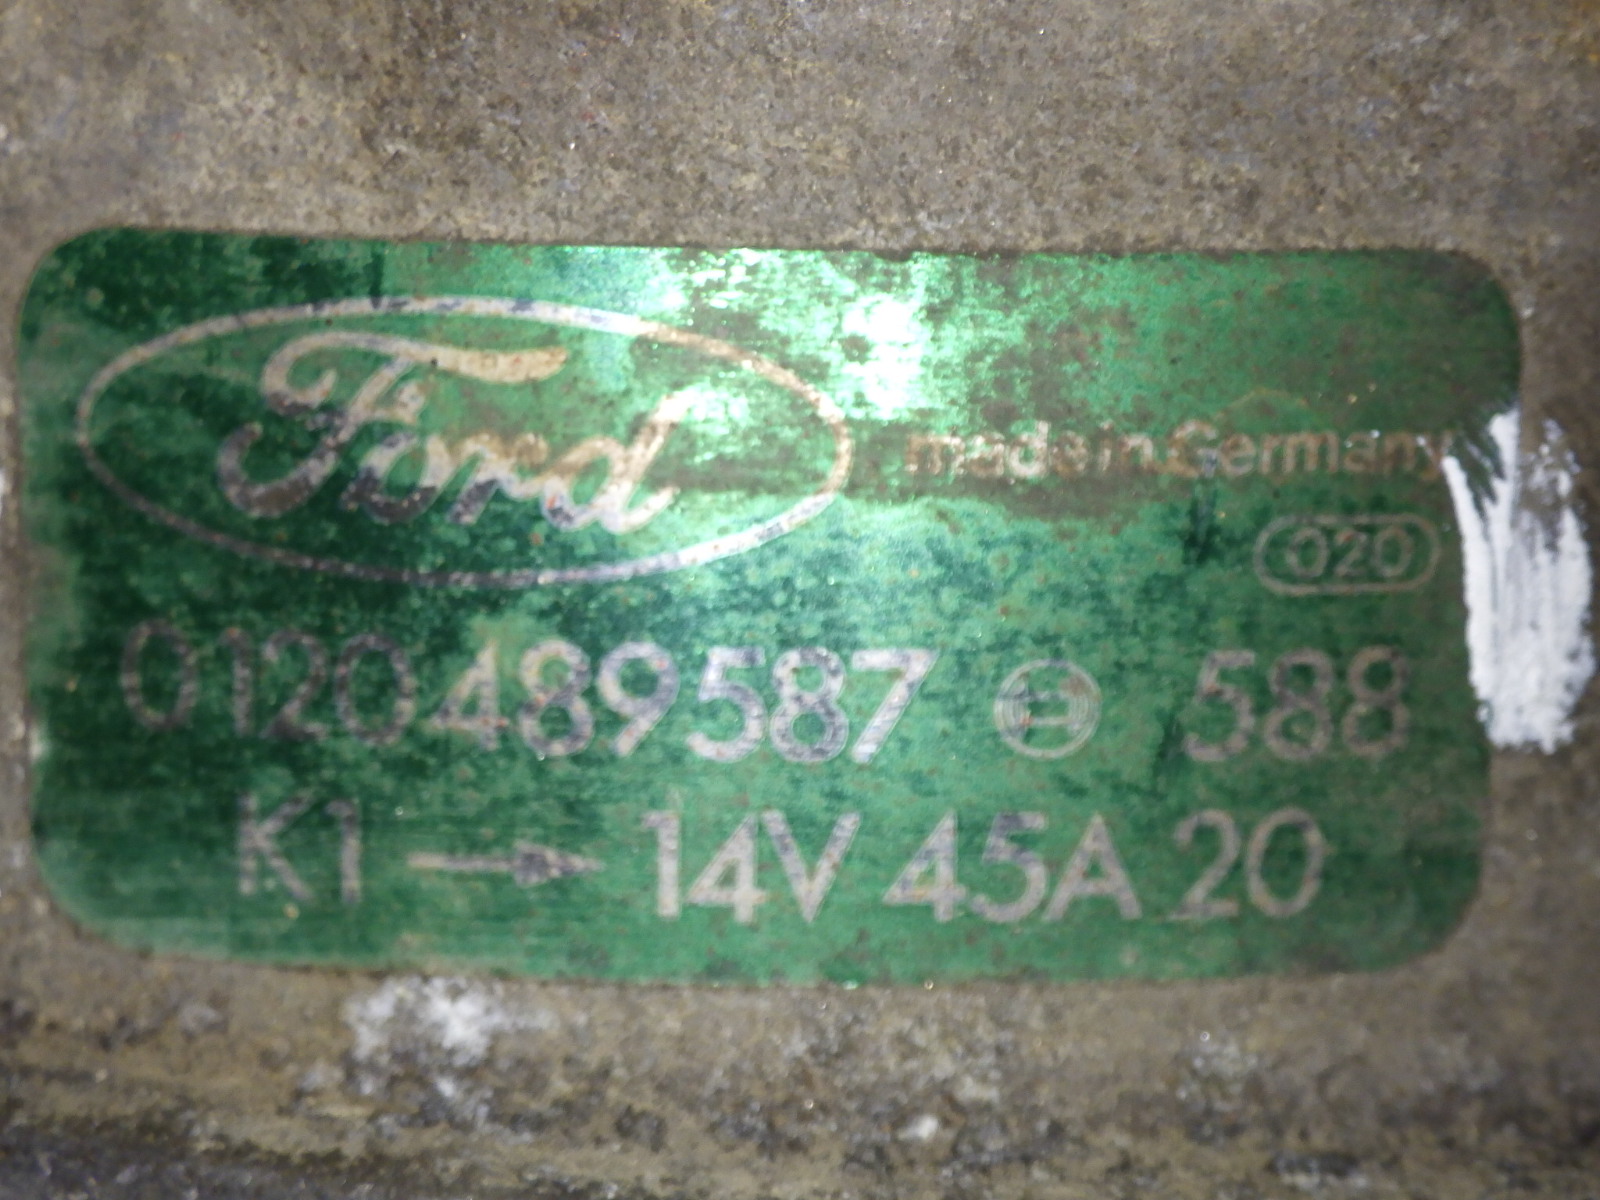 Ford
made in Germany
020
0120489587 588
K1 → 14V 45A 20